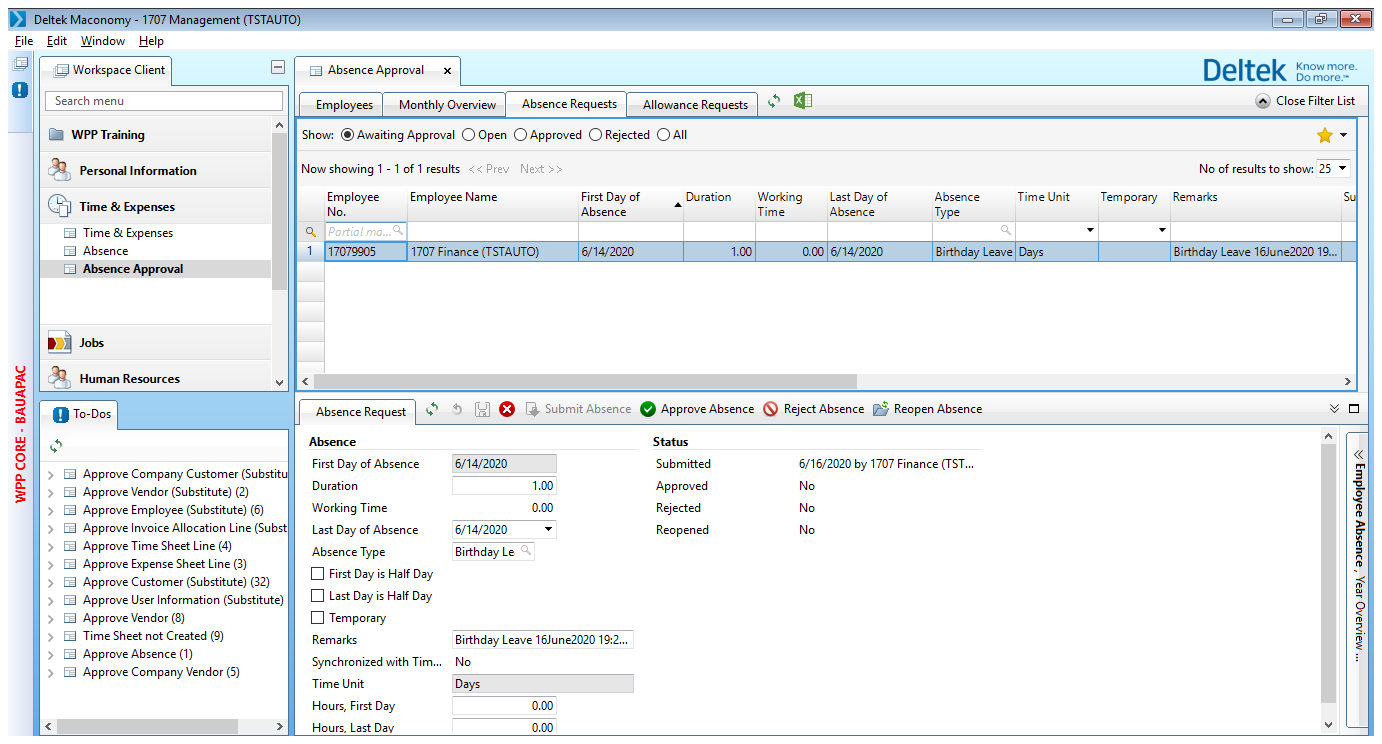 Deltek Maconomy - 1707 Management (TSTAUTO)
File Edit Window Help
Workspace Client
Absence Approval x
Deltek Know more. Do more.™
Search menu
Employees Monthly Overview Absence Requests Allowance Requests Close Filter List
WPP Training
Show: Awaiting Approval Open Approved Rejected All
Personal Information
Now showing 1 - 1 of 1 results << Prev Next >> No of results to show: 25
Time & Expenses
Employee No. Employee Name First Day of Absence Duration Working Time Last Day of Absence Absence Type Time Unit Temporary Remarks Su
Time & Expenses
Partial ma...
Absence
1 17079905 1707 Finance (TSTAUTO) 6/14/2020 1.00 0.00 6/14/2020 Birthday Leave Days Birthday Leave 16June2020 19...
Absence Approval
Jobs
Human Resources
WPP CORE - BAUAPAC
To-Dos
Approve Company Customer (Substitu
Approve Vendor (Substitute) (2)
Approve Employee (Substitute) (6)
Approve Invoice Allocation Line (Subst
Approve Time Sheet Line (4)
Approve Expense Sheet Line (3)
Approve Customer (Substitute) (32)
Approve User Information (Substitute)
Approve Vendor (8)
Time Sheet not Created (9)
Approve Absence (1)
Approve Company Vendor (5)
Absence Request Submit Absence Approve Absence Reject Absence Reopen Absence
Absence
First Day of Absence 6/14/2020
Duration 1.00
Working Time 0.00
Last Day of Absence 6/14/2020
Absence Type Birthday Le
First Day is Half Day
Last Day is Half Day
Temporary
Remarks Birthday Leave 16June2020 19:2...
Synchronized with Tim... No
Time Unit Days
Hours, First Day 0.00
Hours, Last Day 0.00
Status
Submitted 6/16/2020 by 1707 Finance (TST...
Approved No
Rejected No
Reopened No
Employee Absence , Year Overview ...